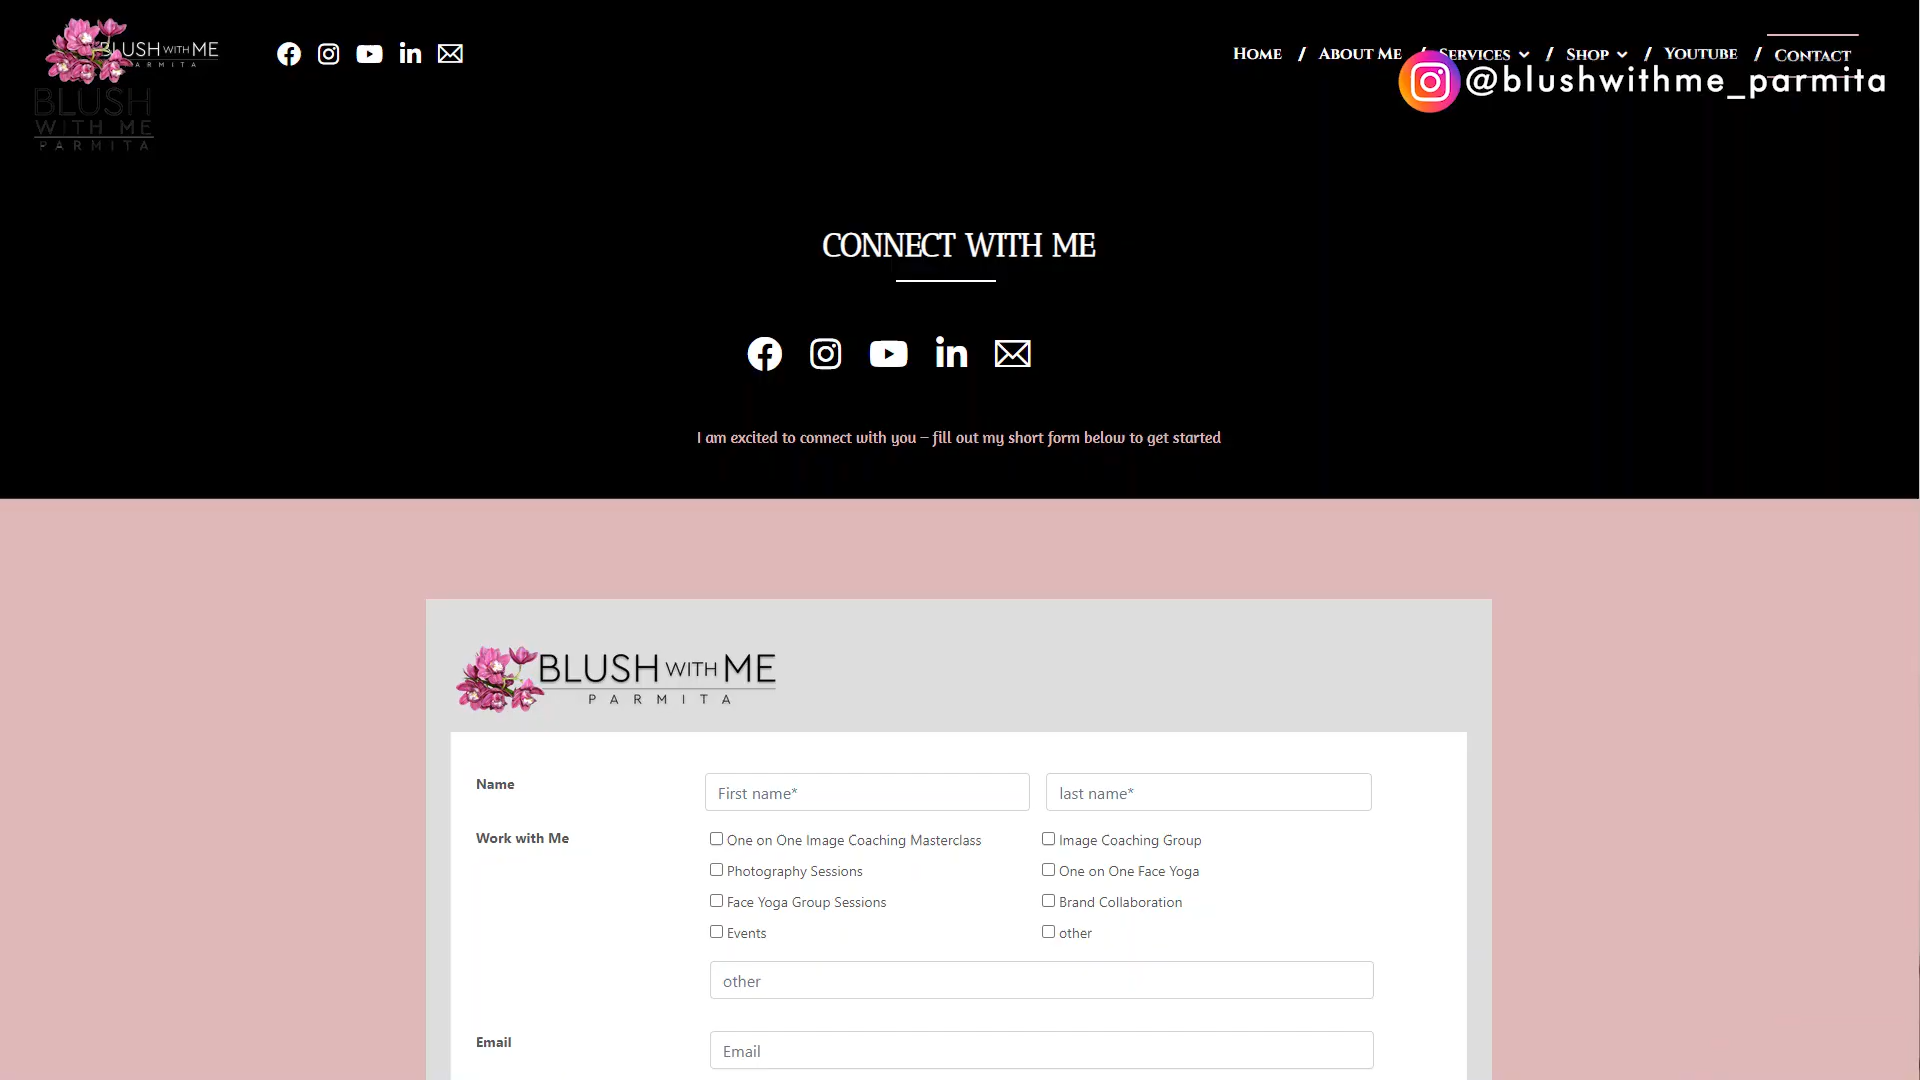 BLUSH WITH ME
PARMITA
BLUSH
WITH ME
PARMITA
HOME / ABOUT ME / SERVICES / SHOP / YOUTUBE / CONTACT
@blushwithme_parmita
CONNECT WITH ME
I am excited to connect with you – fill out my short form below to get started
BLUSH WITH ME
PARMITA
Name
First name*
last name*
Work with Me
One on One Image Coaching Masterclass
Image Coaching Group
Photography Sessions
One on One Face Yoga
Face Yoga Group Sessions
Brand Collaboration
Events
other
other
Email
Email